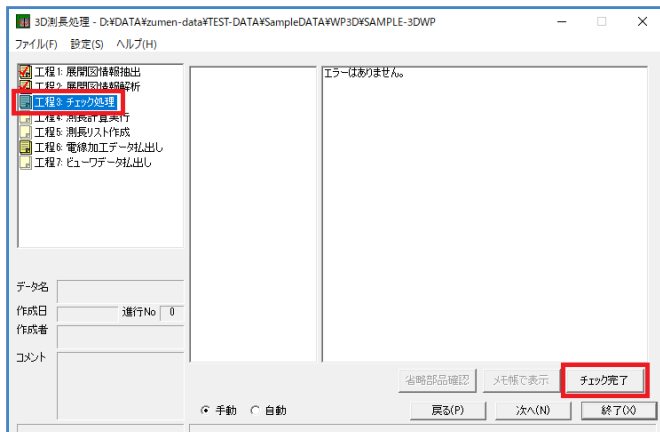 3D測長処理 - D:¥DATA¥zumen-data¥TEST-DATA¥SampleDATA¥WP3D¥SAMPLE-3DWP
ファイル(F) 設定(S) ヘルプ(H)
工程1: 展開図情報抽出
工程2: 展開図情報解析
工程3: チェック処理
工程4: 測長計算実行
工程5: 測長リスト作成
工程6: 電線加工データ払出し
工程7: ビューワデータ払出し
エラーはありません。
データ名
作成日 進行No 0
作成者
コメント
省略部品確認 メモ帳で表示 チェック完了
手動 自動 戻る(P) 次へ(N) 終了(X)